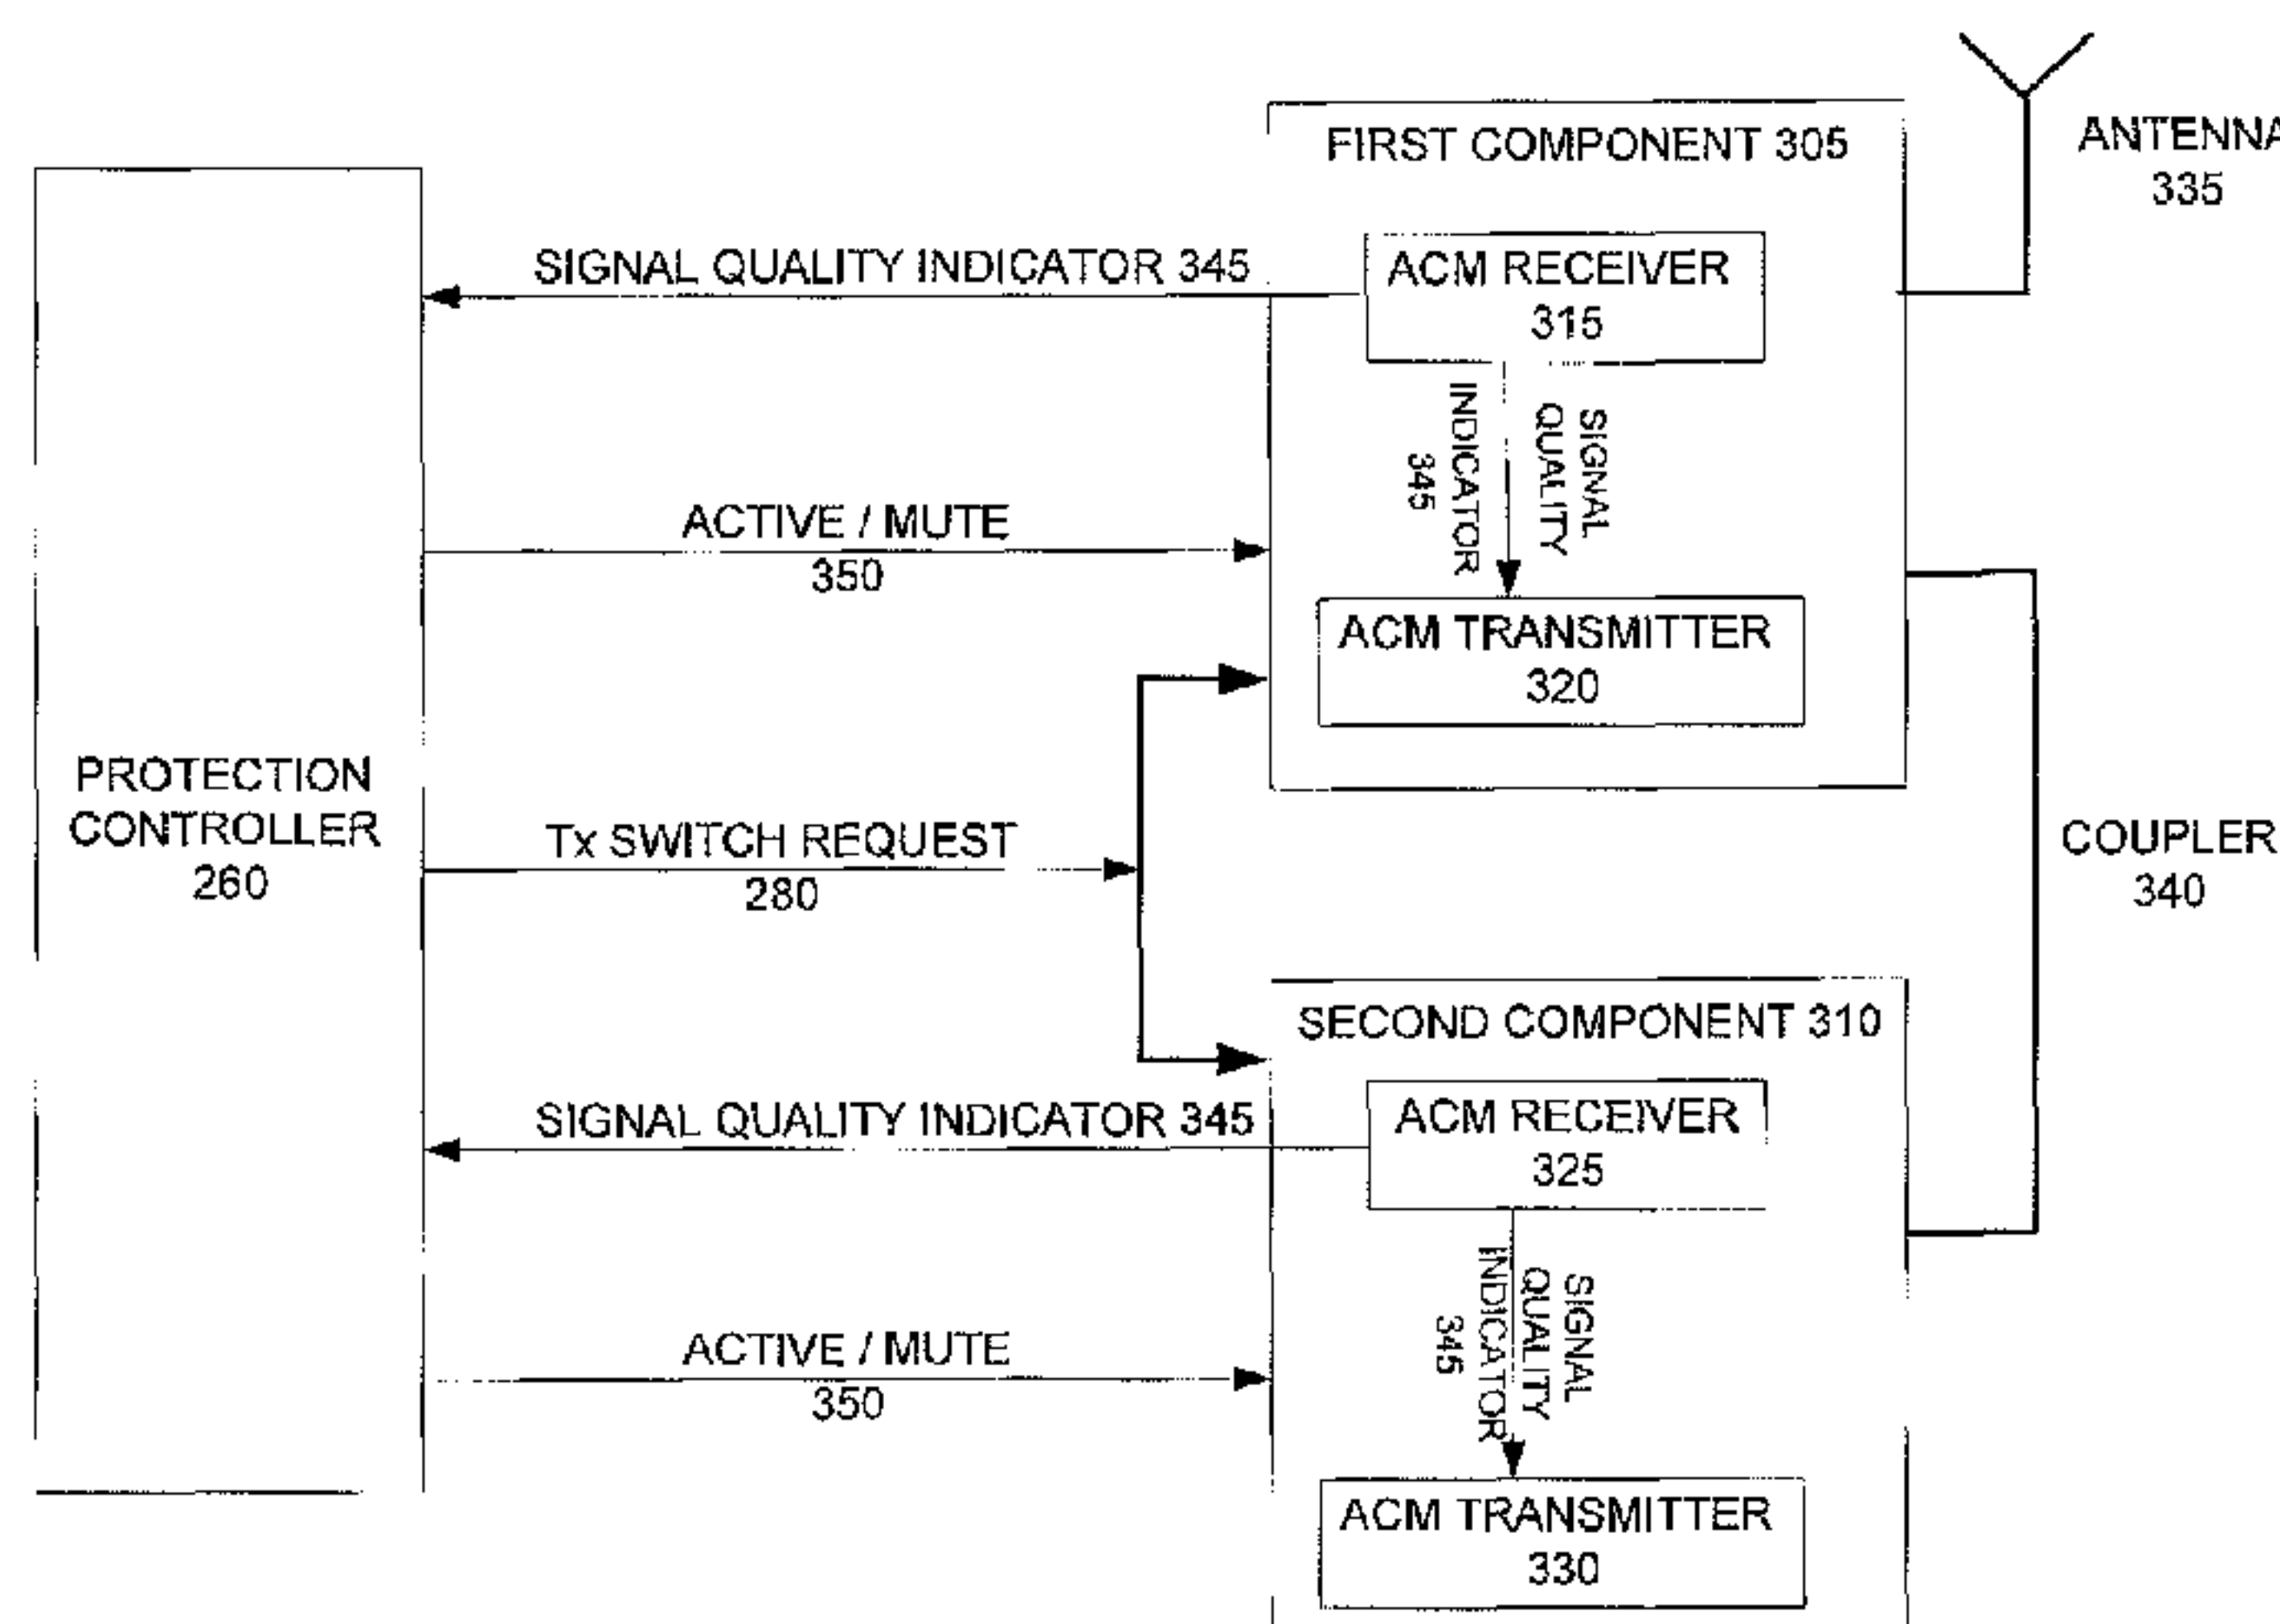 FIRST COMPONENT 305
ANTENNA
335
SIGNAL QUALITY INDICATOR 345
ACM RECEIVER
315
SIGNAL
QUALITY
INDICATOR
345
ACTIVE / MUTE
350
ACM TRANSMITTER
320
PROTECTION
CONTROLLER
260
Tx SWITCH REQUEST
280
COUPLER
340
SECOND COMPONENT 310
SIGNAL QUALITY INDICATOR 345
ACM RECEIVER
325
SIGNAL
QUALITY
INDICATOR
345
ACTIVE / MUTE
350
ACM TRANSMITTER
330